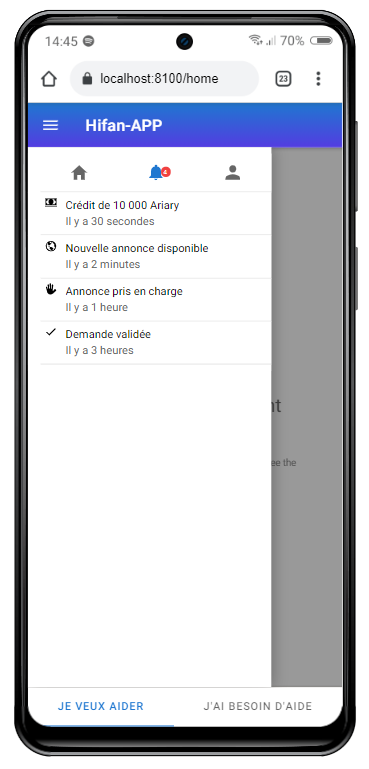 14:45
70%
localhost:8100/home
23
Hifan-APP
4
Crédit de 10 000 Ariary
Il y a 30 secondes
Nouvelle annonce disponible
Il y a 2 minutes
Annonce pris en charge
Il y a 1 heure
Demande validée
Il y a 3 heures
ee the
JE VEUX AIDER
J'AI BESOIN D'AIDE